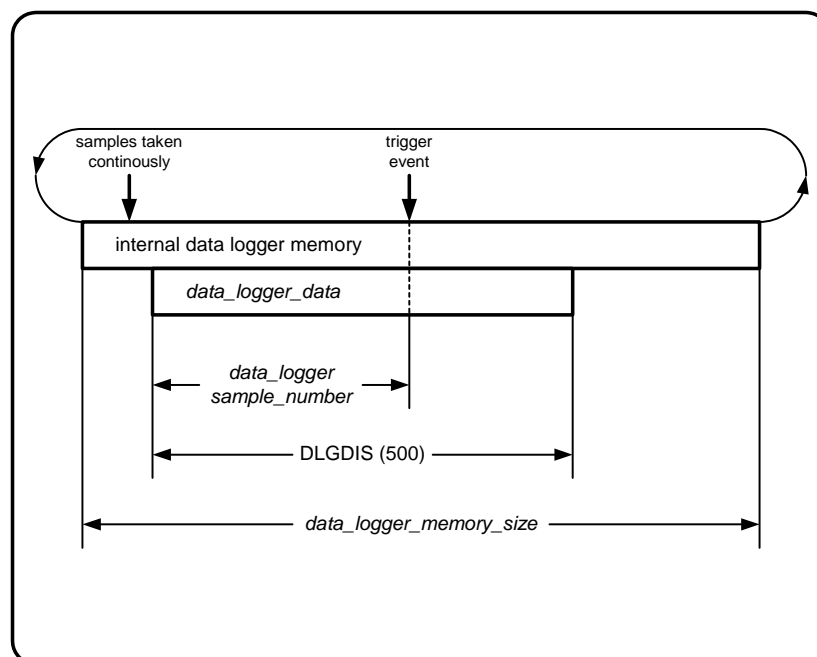 samples taken
continously
trigger
event
internal data logger memory
data_logger_data
data_logger
sample_number
DLGDIS (500)
data_logger_memory_size